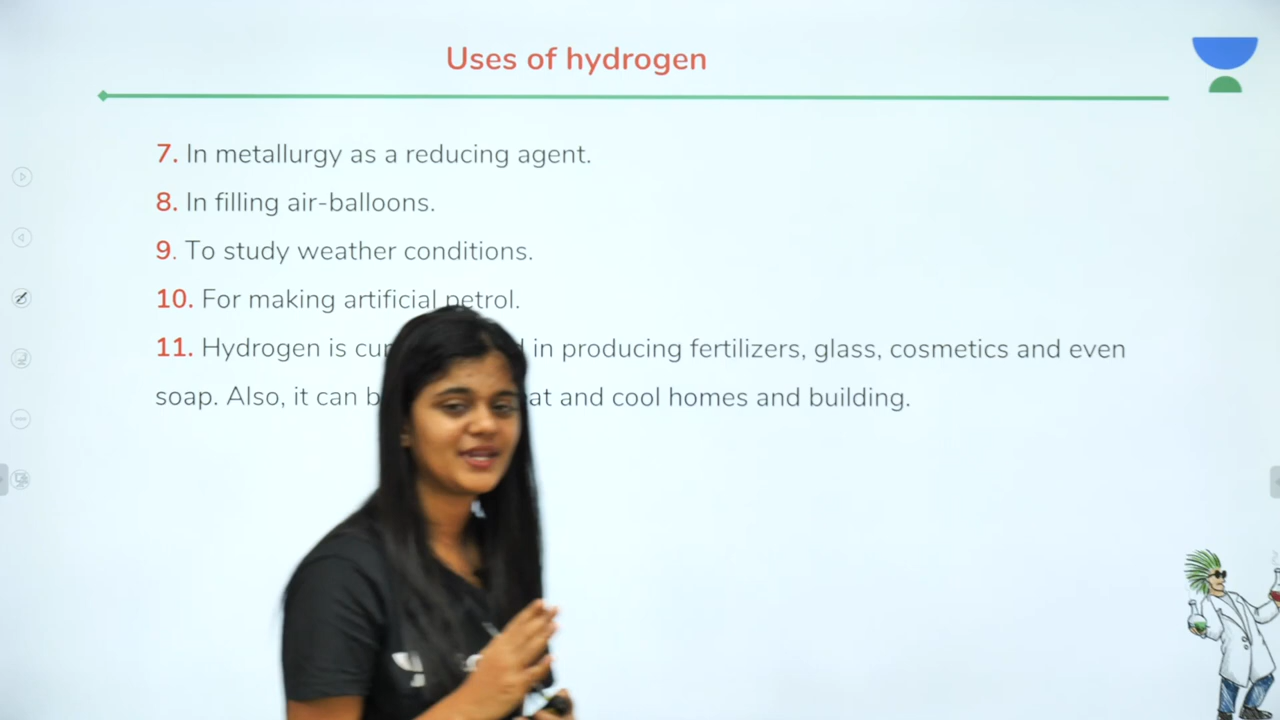 Uses of hydrogen
7. In metallurgy as a reducing agent.
8. In filling air-balloons.
9. To study weather conditions.
10. For making artificial petrol.
11. Hydrogen is in producing fertilizers, glass, cosmetics and even
soap. Also, it can and cool homes and building.